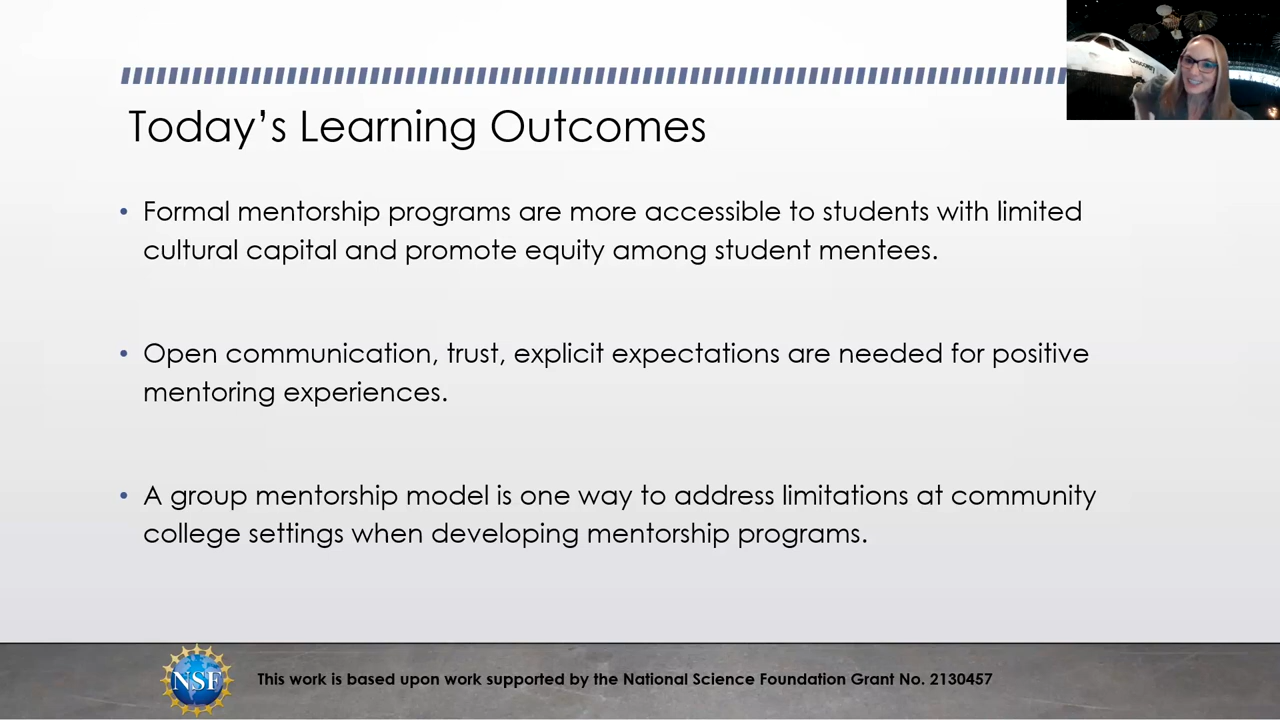 Today's Learning Outcomes
• Formal mentorship programs are more accessible to students with limited
cultural capital and promote equity among student mentees.
• Open communication, trust, explicit expectations are needed for positive
mentoring experiences.
• A group mentorship model is one way to address limitations at community
college settings when developing mentorship programs.
NSF
This work is based upon work supported by the National Science Foundation Grant No. 2130457